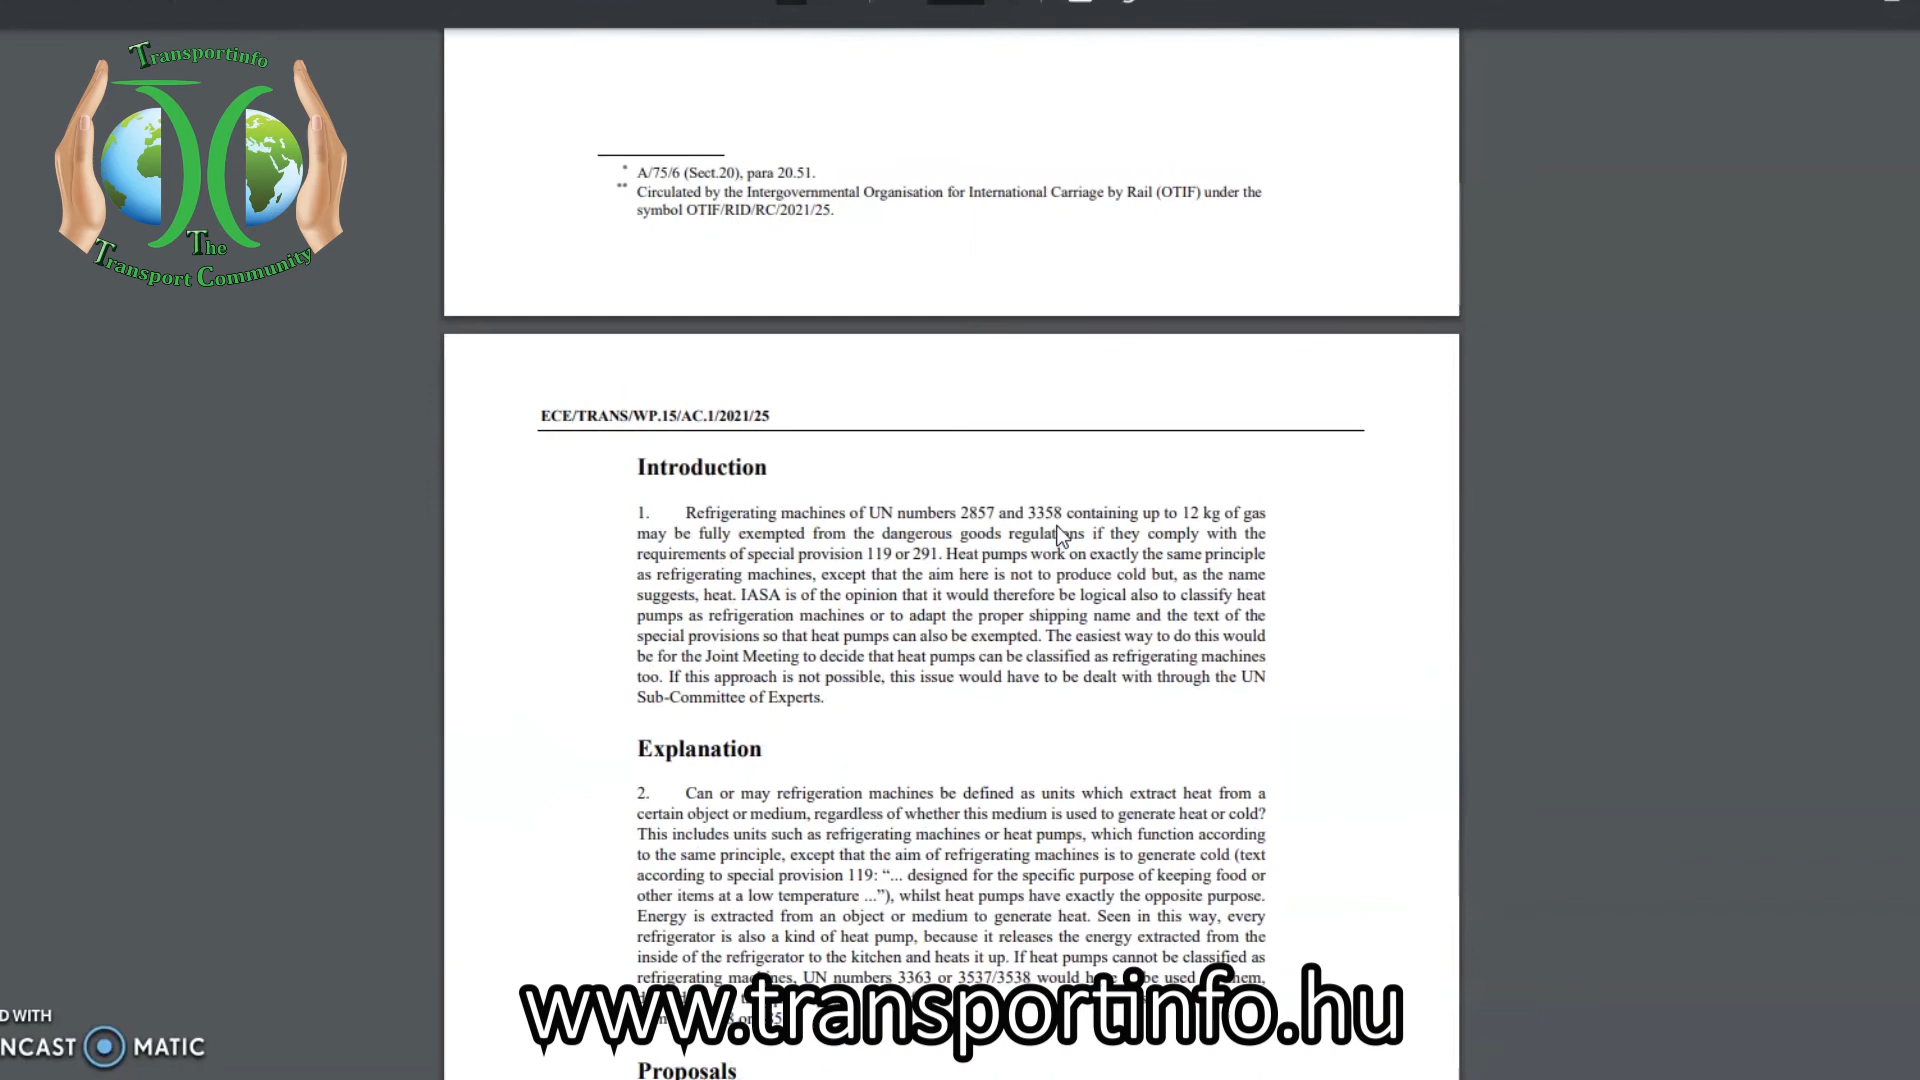 Transportinfo
The
Transport Community
* A/75/6 (Sect.20), para 20.51.
** Circulated by the Intergovernmental Organisation for International Carriage by Rail (OTIF) under the
symbol OTIF/RID/RC/2021/25.
ECE/TRANS/WP.15/AC.1/2021/25
Introduction
1. Refrigerating machines of UN numbers 2857 and 3358 containing up to 12 kg of gas
may be fully exempted from the dangerous goods regulations if they comply with the
requirements of special provision 119 or 291. Heat pumps work on exactly the same principle
as refrigerating machines, except that the aim here is not to produce cold but, as the name
suggests, heat. IASA is of the opinion that it would therefore be logical also to classify heat
pumps as refrigeration machines or to adapt the proper shipping name and the text of the
special provisions so that heat pumps can also be exempted. The easiest way to do this would
be for the Joint Meeting to decide that heat pumps can be classified as refrigerating machines
too. If this approach is not possible, this issue would have to be dealt with through the UN
Sub-Committee of Experts.
Explanation
2. Can or may refrigeration machines be defined as units which extract heat from a
certain object or medium, regardless of whether this medium is used to generate heat or cold?
This includes units such as refrigerating machines or heat pumps, which function according
to the same principle, except that the aim of refrigerating machines is to generate cold (text
according to special provision 119: “... designed for the specific purpose of keeping food or
other items at a low temperature ...”), whilst heat pumps have exactly the opposite purpose.
Energy is extracted from an object or medium to generate heat. Seen in this way, every
refrigerator is also a kind of heat pump, because it releases the energy extracted from the
inside of the refrigerator to the kitchen and heats it up. If heat pumps cannot be classified as
refrigerating machines, UN numbers 3363 or 3537/3538 would be used
www.transportinfo.hu
D WITH
NCAST MATIC
Proposals